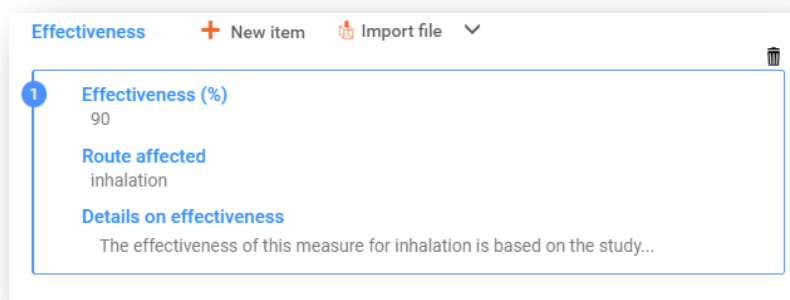 Effectiveness New item Import file
1 Effectiveness (%)
90
Route affected
inhalation
Details on effectiveness
The effectiveness of this measure for inhalation is based on the study...